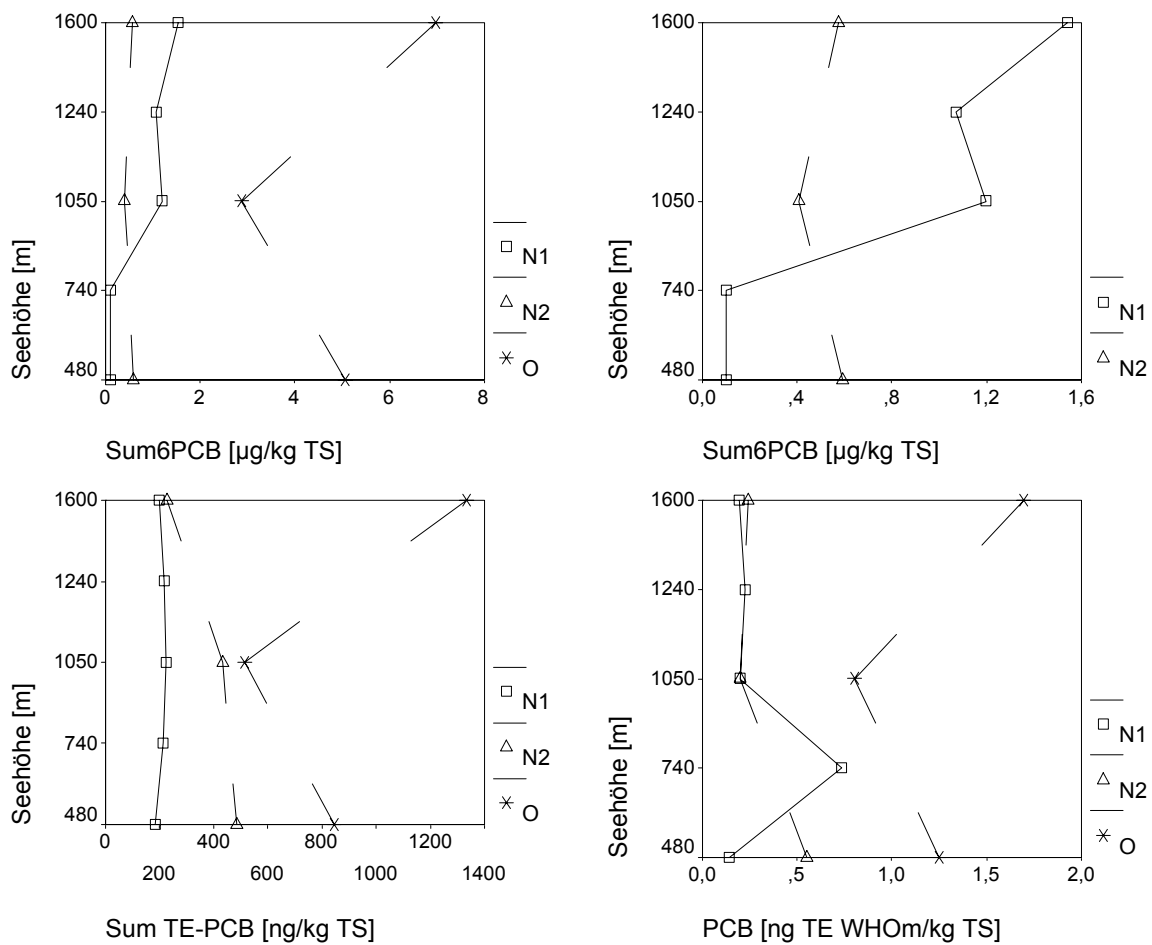 1600
1240
1050
740
480
Seehöhe [m]
0 2 4 6 8
Sum6PCB [µg/kg TS]
N1
N2
O
1600
1240
1050
740
480
Seehöhe [m]
0,0 ,4 ,8 1,2 1,6
Sum6PCB [µg/kg TS]
N1
N2
1600
1240
1050
740
480
Seehöhe [m]
0 200 400 600 800 1000 1200 1400
Sum TE-PCB [ng/kg TS]
N1
N2
O
1600
1240
1050
740
480
Seehöhe [m]
0,0 ,5 1,0 1,5 2,0
PCB [ng TE WHOm/kg TS]
N1
N2
O